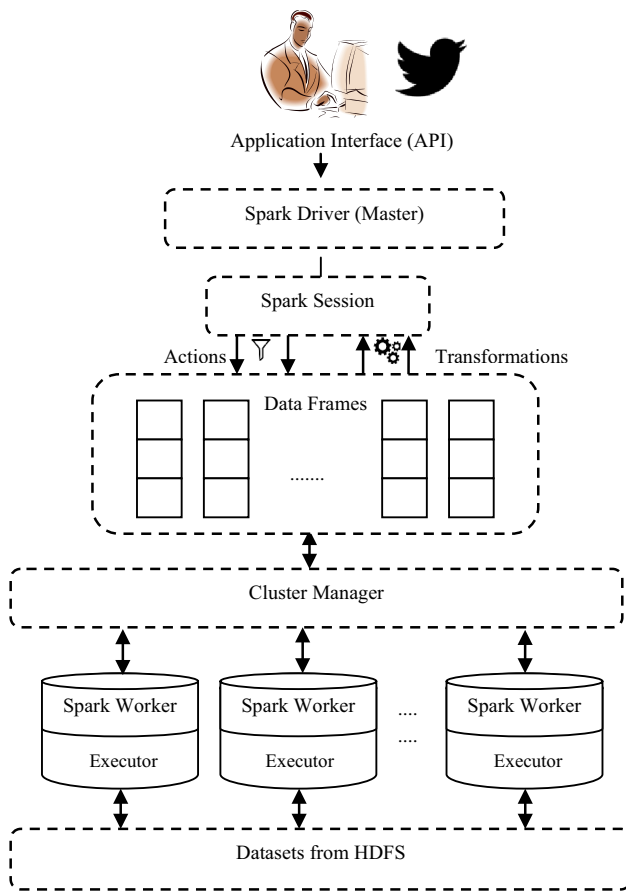 Application Interface (API)
Spark Driver (Master)
Spark Session
Actions
Transformations
Data Frames
.......
Cluster Manager
Spark Worker
Spark Worker
....
Spark Worker
Executor
Executor
....
Executor
Datasets from HDFS